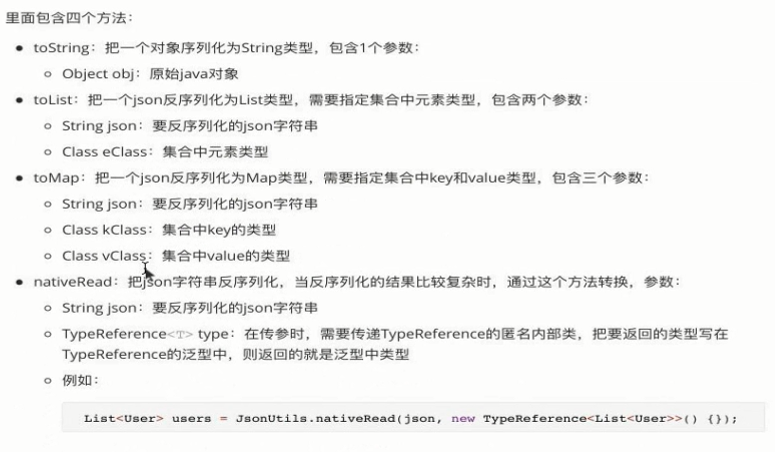 里面包含四个方法：
toString：把一个对象序列化为String类型，包含1个参数：
Object obj：原始java对象
toList：把一个json反序列化为List类型，需要指定集合中元素类型，包含两个参数：
String json：要反序列化的json字符串
Class eClass：集合中元素类型
toMap：把一个json反序列化为Map类型，需要指定集合中key和value类型，包含三个参数：
String json：要反序列化的json字符串
Class kClass：集合中key的类型
Class vClass：集合中value的类型
nativeRead：把json字符串反序列化，当反序列化的结果比较复杂时，通过这个方法转换，参数：
String json：要反序列化的json字符串
TypeReference<T> type：在传参时，需要传递TypeReference的匿名内部类，把要返回的类型写在
TypeReference的泛型中，则返回的就是泛型中类型
例如：
List<User> users = JsonUtils.nativeRead(json, new TypeReference<List<User>>() {});